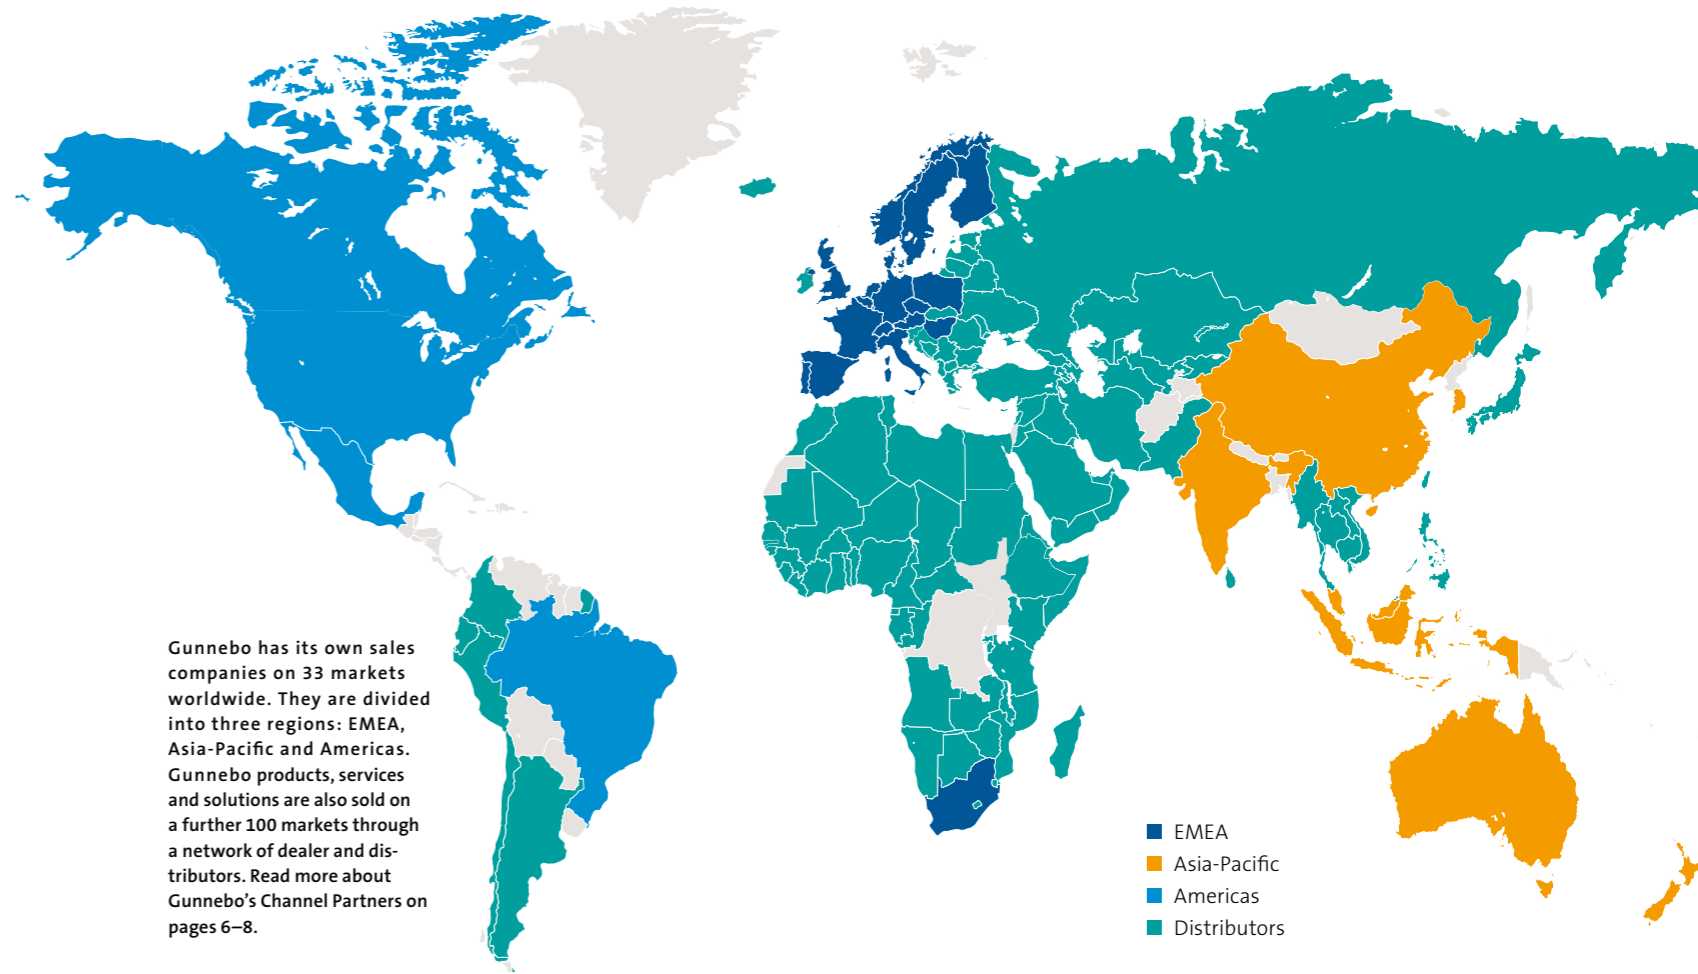 Gunnebo has its own sales
companies on 33 markets
worldwide. They are divided
into three regions: EMEA,
Asia-Pacific and Americas.
Gunnebo products, services
and solutions are also sold on
a further 100 markets through
a network of dealer and dis-
tributors. Read more about
Gunnebo’s Channel Partners on
pages 6–8.
EMEA
Asia-Pacific
Americas
Distributors